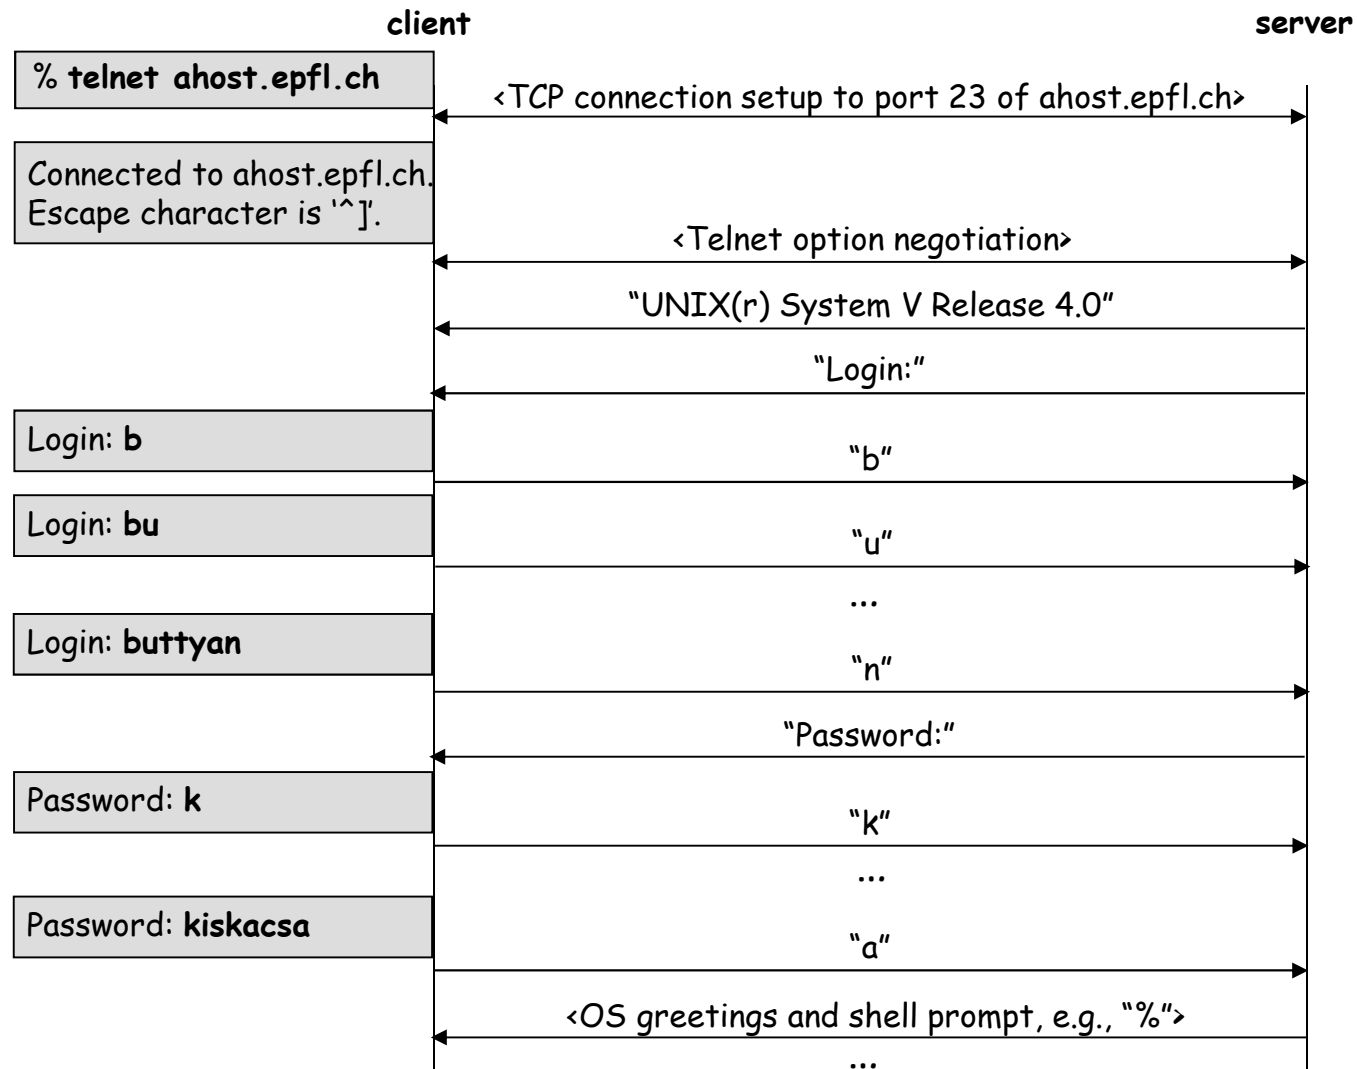 client
server
% telnet ahost.epfl.ch
<TCP connection setup to port 23 of ahost.epfl.ch>
Connected to ahost.epfl.ch.
Escape character is ‘^]’.
<Telnet option negotiation>
“UNIX(r) System V Release 4.0”
“Login:”
Login: b
“b”
Login: bu
“u”
...
Login: buttyan
“n”
“Password:”
Password: k
“k”
...
Password: kiskacsa
“a”
<OS greetings and shell prompt, e.g., “%”>
...